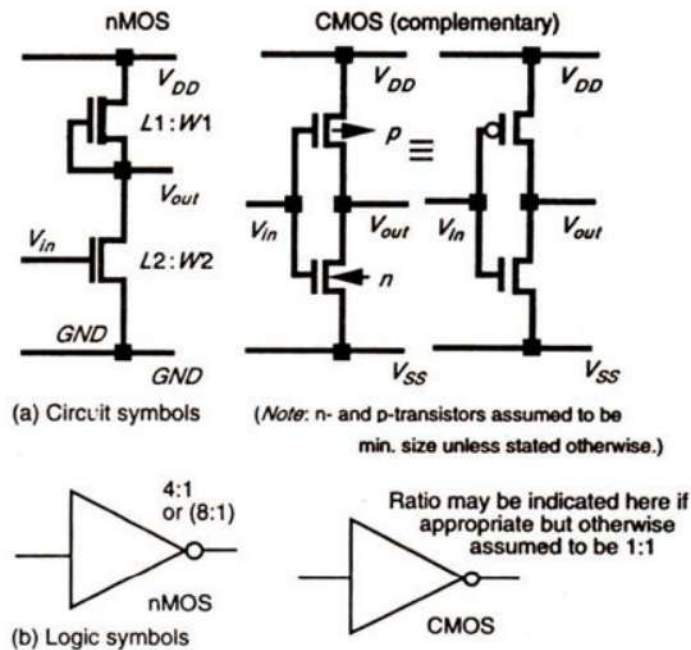 nMOS
CMOS (complementary)
V_DD
L1:W1
V_out
V_in
L2:W2
GND
GND
V_DD
p
≡
V_in
V_out
n
V_SS
V_DD
V_in
V_out
V_SS
(a) Circuit symbols
(Note: n- and p-transistors assumed to be
min. size unless stated otherwise.)
4:1
or (8:1)
nMOS
Ratio may be indicated here if
appropriate but otherwise
assumed to be 1:1
CMOS
(b) Logic symbols